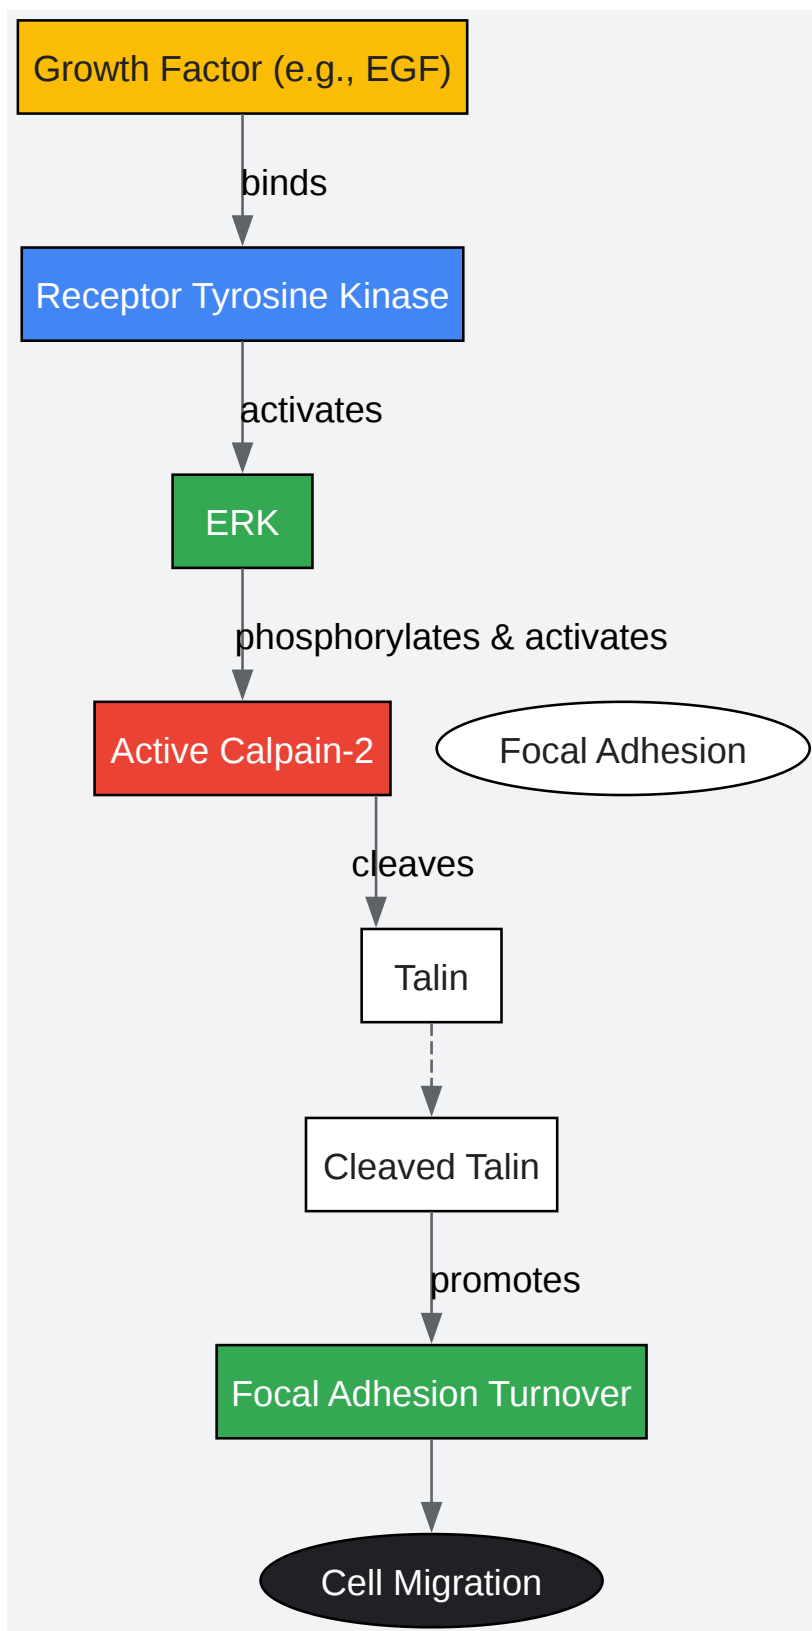 Growth Factor (e.g., EGF)
binds
Receptor Tyrosine Kinase
activates
ERK
phosphorylates & activates
Active Calpain-2
Focal Adhesion
cleaves
Talin
Cleaved Talin
promotes
Focal Adhesion Turnover
Cell Migration